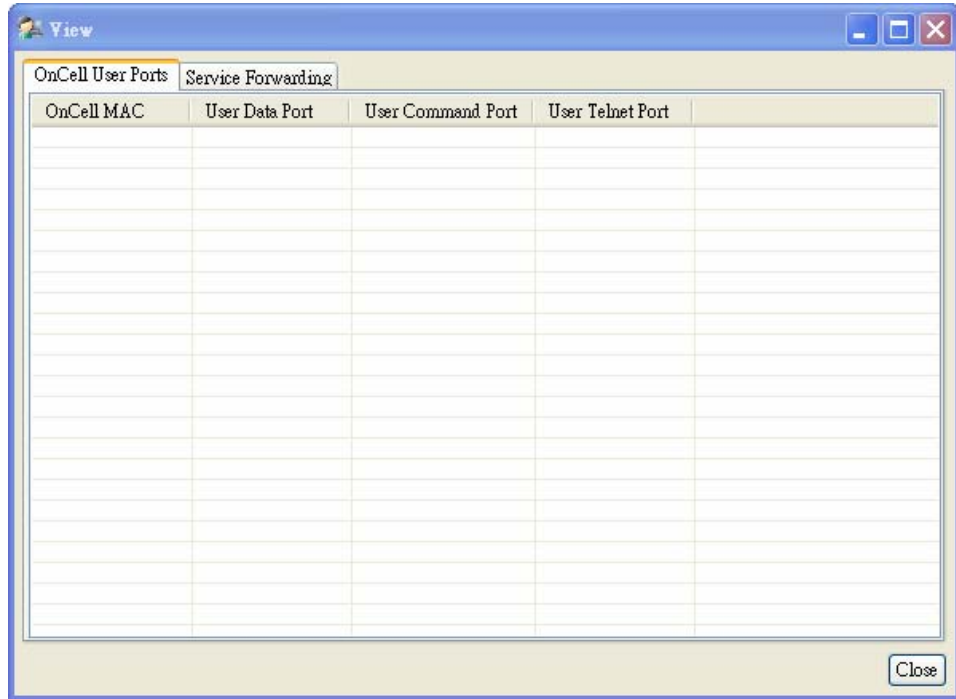 View
OnCell User Ports Service Forwarding
OnCell MAC User Data Port User Command Port User Telnet Port
Close